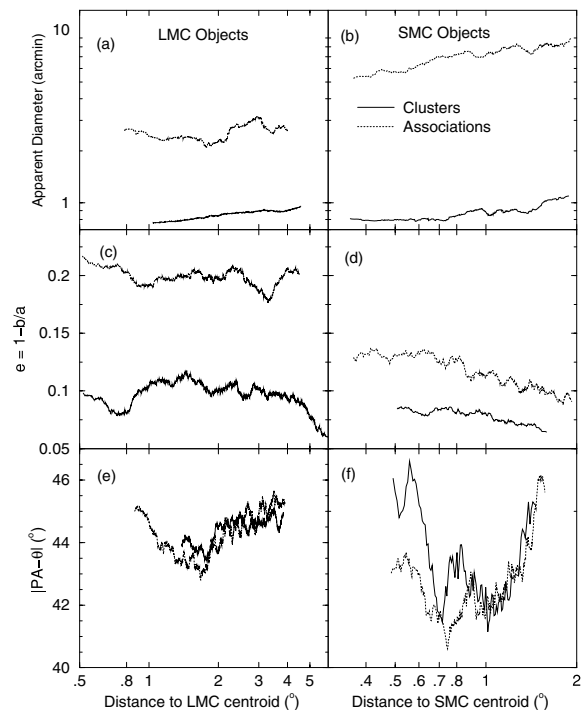 (a) LMC Objects
(b) SMC Objects
Clusters
Associations
Apparent Diameter (arcmin)
10
1
(c)
(d)
e = 1−b/a
0.2
0.15
0.1
0.05
(e)
(f)
|PA−θ| (°)
46
44
42
40
.5 .8 1 2 3 4 5
.4 .5 .6 .7 .8 1 2
Distance to LMC centroid (°)
Distance to SMC centroid (°)